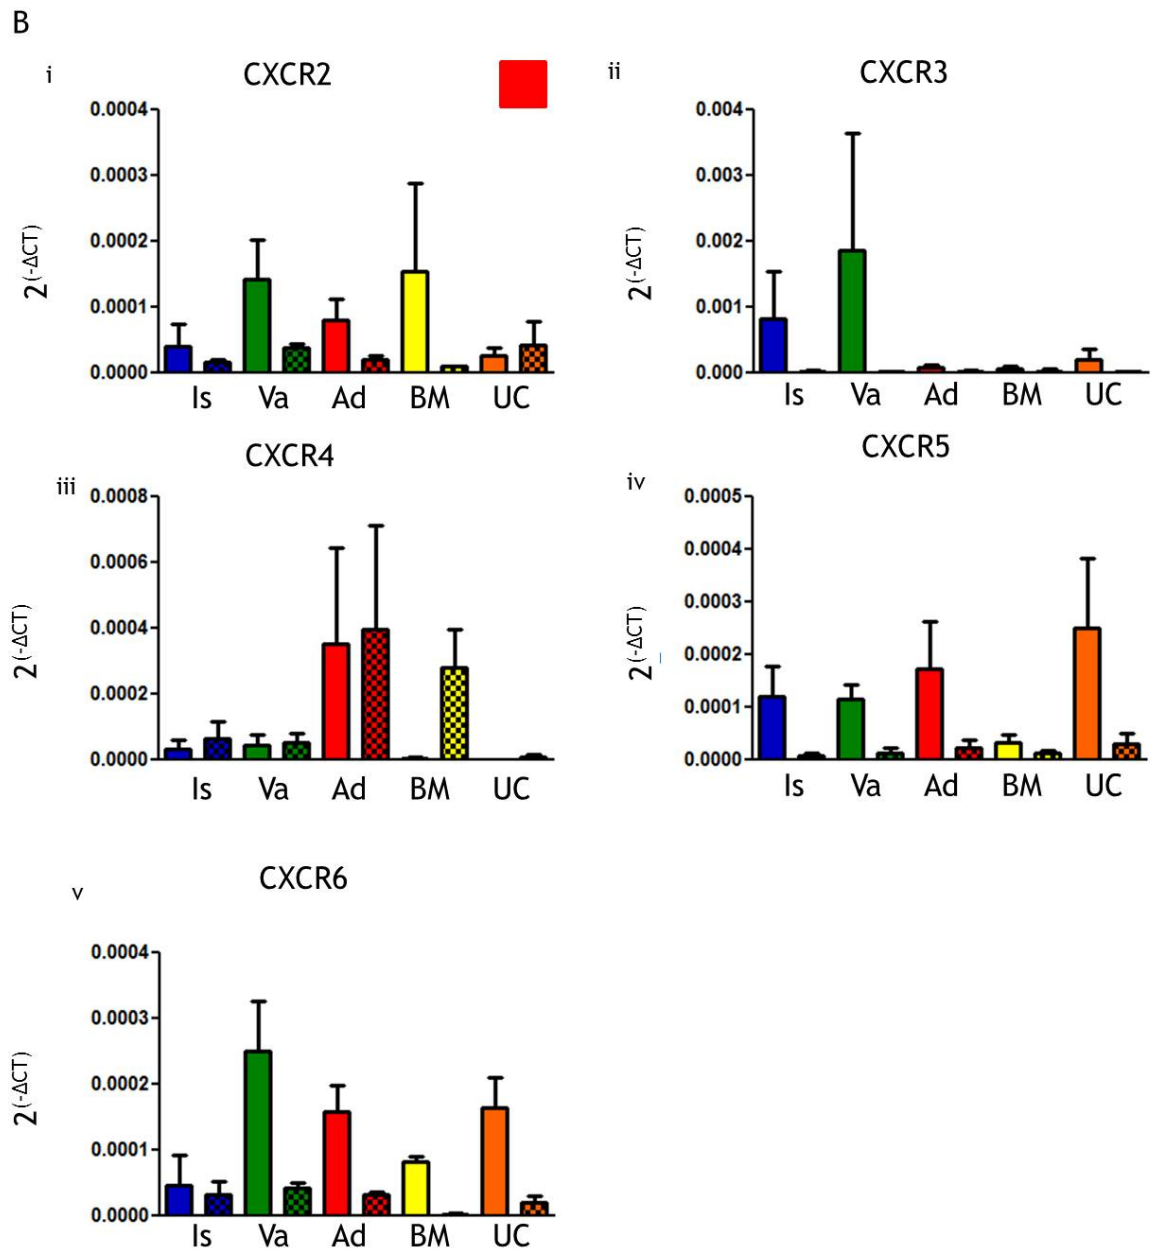 B
i
CXCR2
2(-ΔCT)
0.0004
0.0003
0.0002
0.0001
0.0000
Is Va Ad BM UC
ii
CXCR3
2(-ΔCT)
0.004
0.003
0.002
0.001
0.000
Is Va Ad BM UC
iii
CXCR4
2(-ΔCT)
0.0008
0.0006
0.0004
0.0002
0.0000
Is Va Ad BM UC
iv
CXCR5
2(-ΔCT)
0.0005
0.0004
0.0003
0.0002
0.0001
0.0000
Is Va Ad BM UC
v
CXCR6
2(-ΔCT)
0.0004
0.0003
0.0002
0.0001
0.0000
Is Va Ad BM UC